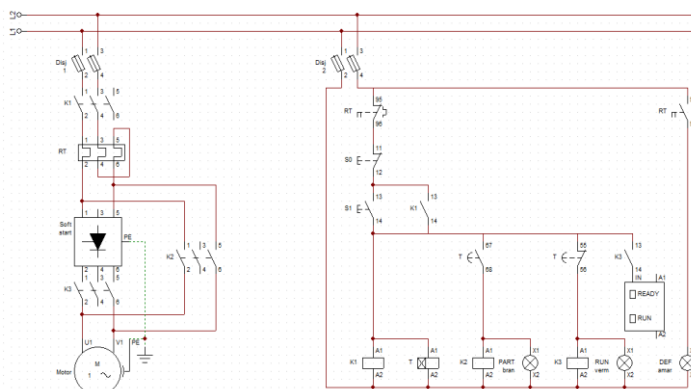 L2
L1
Disj
1
1 3
2 4
K1
1 3 5
2 4 6
RT
1 3 5
2 4 6
Soft
start
1 3 5
PE
2 4 6
K2
1 3 5
2 4 6
K3
1 3 5
2 4 6
U1 V1 PE
Motor
M
1
Disj
2
1 3
2 4
RT
95
96
RT
S0
11
12
S1
13
14
K1
13
14
T
67
68
T
55
56
K3
13
14
IN A1
READY
RUN
A2
K1
A1
A2
T
A1
A2
K2
A1
A2
PART
bran
X1
X2
K3
A1
A2
RUN
verm
X1
X2
DEF
amar